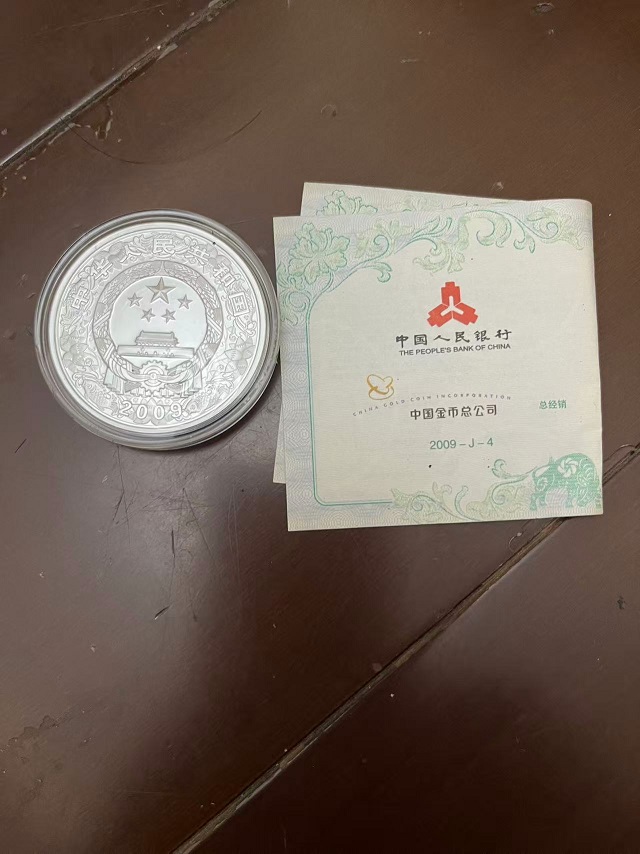 中华人民共和国
2009
中国人民银行
THE PEOPLE'S BANK OF CHINA
CHINA GOLD COIN INCORPORATION
中国金币总公司
总经销
2009-J-4